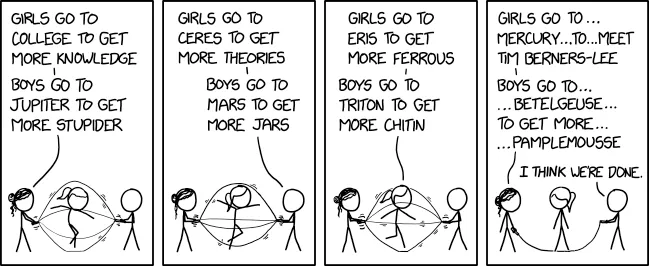 GIRLS GO TO
COLLEGE TO GET
MORE KNOWLEDGE
BOYS GO TO
JUPITER TO GET
MORE STUPIDER
GIRLS GO TO
CERES TO GET
MORE THEORIES
BOYS GO TO
MARS TO GET
MORE JARS
GIRLS GO TO
ERIS TO GET
MORE FERROUS
BOYS GO TO
TRITON TO GET
MORE CHITIN
GIRLS GO TO...
MERCURY...TO...MEET
TIM BERNERS-LEE
BOYS GO TO...
...BETELGEUSE...
TO GET MORE...
...PAMPLEMOUSSE
I THINK WE'RE DONE.